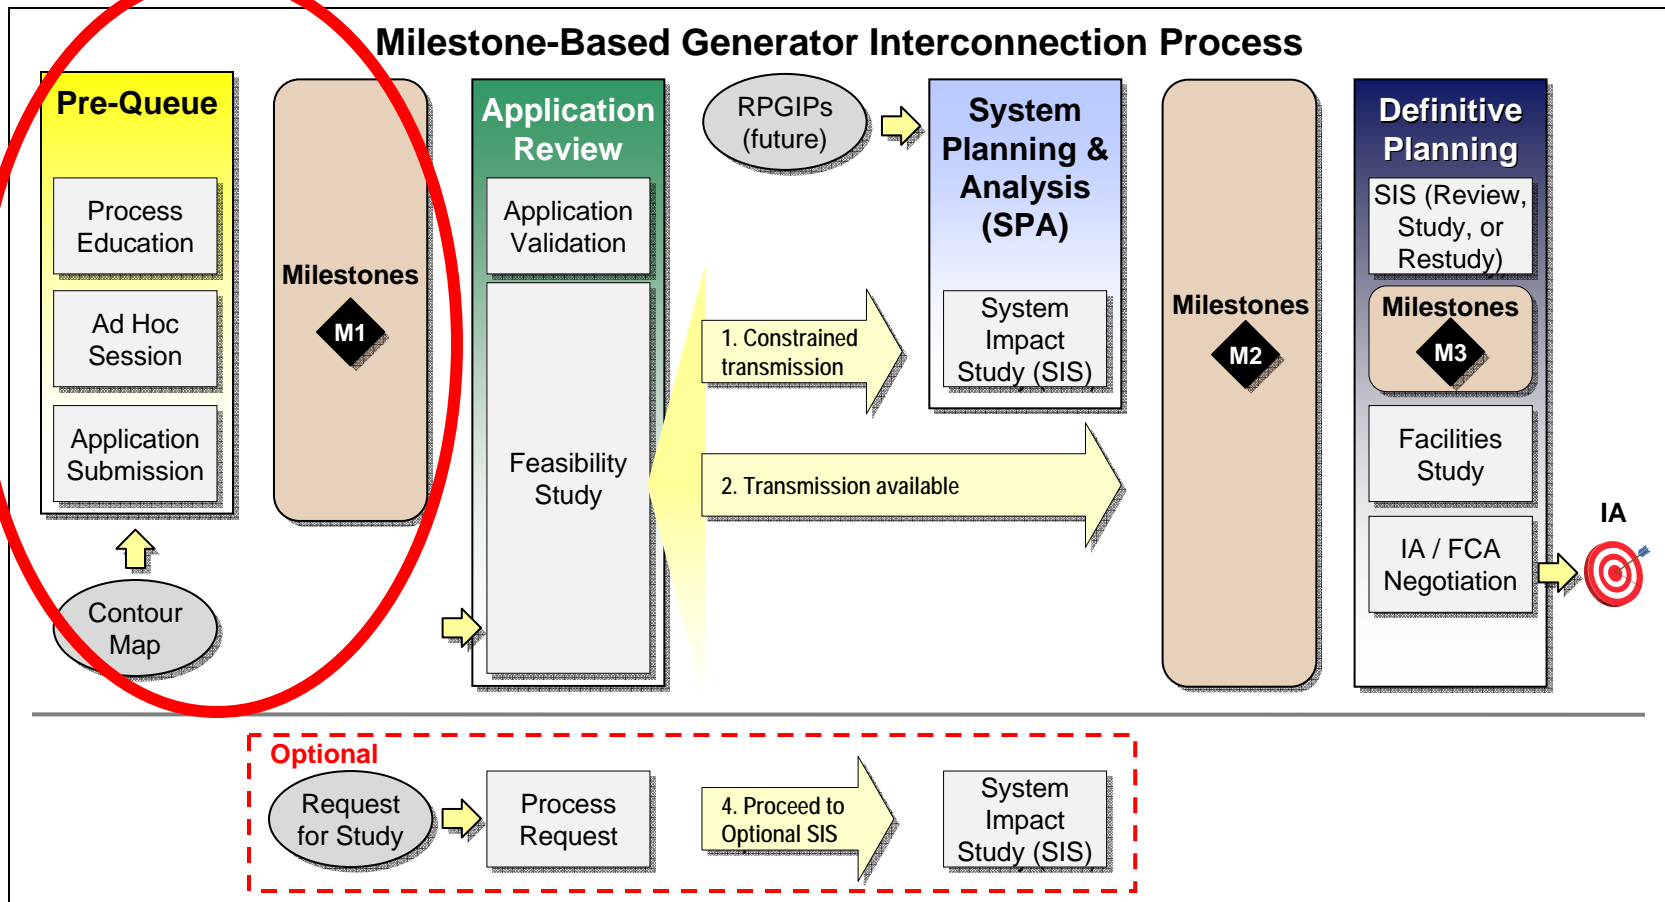 Milestone-Based Generator Interconnection Process
Pre-Queue
Process
Education
Ad Hoc
Session
Application
Submission
Contour
Map
Milestones
M1
Application
Review
Application
Validation
Feasibility
Study
RPGIPs
(future)
1. Constrained
transmission
2. Transmission available
System
Planning &
Analysis
(SPA)
System
Impact
Study (SIS)
Milestones
M2
Definitive
Planning
SIS (Review,
Study, or
Restudy)
Milestones
M3
Facilities
Study
IA / FCA
Negotiation
IA
Optional
Request
for Study
Process
Request
4. Proceed to
Optional SIS
System
Impact
Study (SIS)